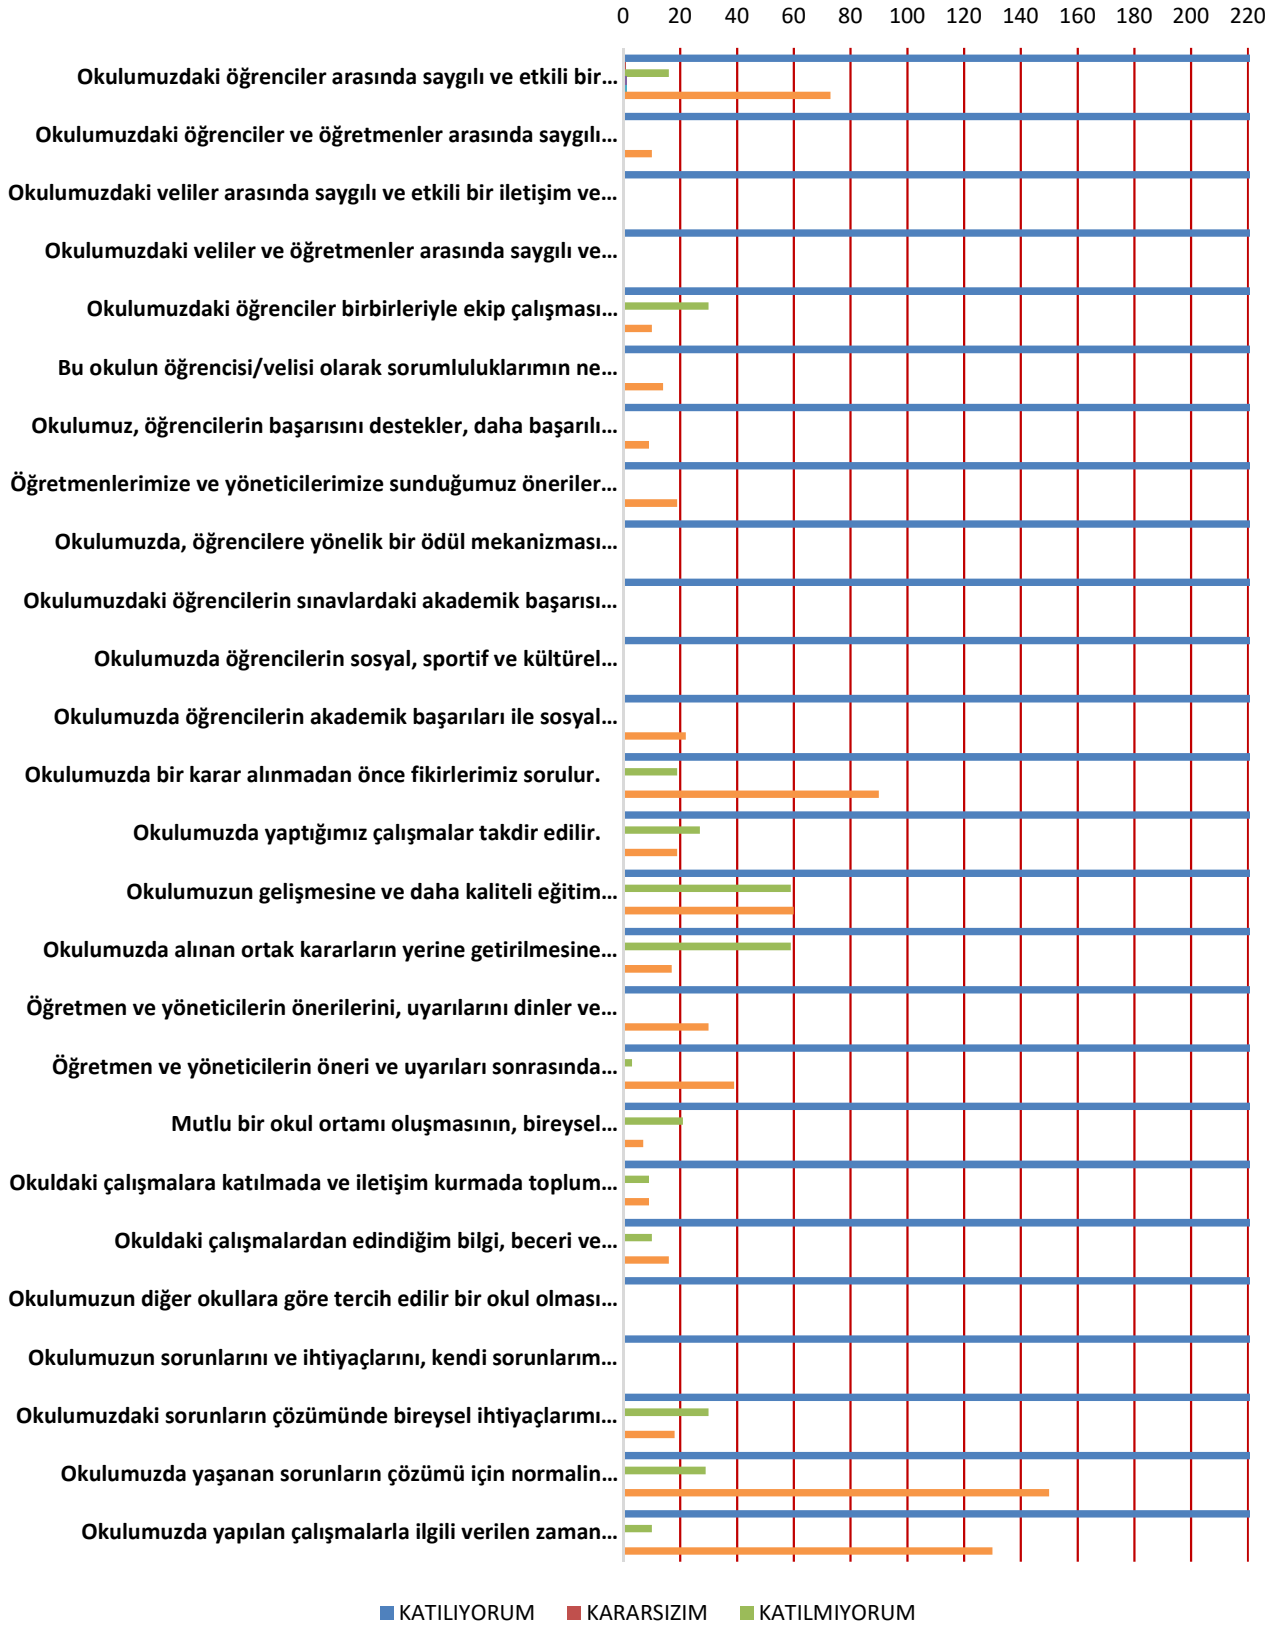 0 20 40 60 80 100 120 140 160 180 200 220
Okulumuzdaki öğrenciler arasında saygılı ve etkili bir...
Okulumuzdaki öğrenciler ve öğretmenler arasında saygılı...
Okulumuzdaki veliler arasında saygılı ve etkili bir iletişim ve...
Okulumuzdaki veliler ve öğretmenler arasında saygılı ve...
Okulumuzdaki öğrenciler birbirleriyle ekip çalışması...
Bu okulun öğrencisi/velisi olarak sorumluluklarımın ne...
Okulumuz, öğrencilerin başarısını destekler, daha başarılı...
Öğretmenlerimize ve yöneticilerimize sunduğumuz öneriler...
Okulumuzda, öğrencilere yönelik bir ödül mekanizması...
Okulumuzdaki öğrencilerin sınavlardaki akademik başarısı...
Okulumuzda öğrencilerin sosyal, sportif ve kültürel...
Okulumuzda öğrencilerin akademik başarıları ile sosyal...
Okulumuzda bir karar alınmadan önce fikirlerimiz sorulur.
Okulumuzda yaptığımız çalışmalar takdir edilir.
Okulumuzun gelişmesine ve daha kaliteli eğitim...
Okulumuzda alınan ortak kararların yerine getirilmesine...
Öğretmen ve yöneticilerin önerilerini, uyarılarını dinler ve...
Öğretmen ve yöneticilerin öneri ve uyarıları sonrasında...
Mutlu bir okul ortamı oluşmasının, bireysel...
Okuldaki çalışmalara katılmada ve iletişim kurmada toplum...
Okuldaki çalışmalardan edindiğim bilgi, beceri ve...
Okulumuzun diğer okullara göre tercih edilir bir okul olması...
Okulumuzun sorunlarını ve ihtiyaçlarını, kendi sorunlarım...
Okulumuzdaki sorunların çözümünde bireysel ihtiyaçlarımı...
Okulumuzda yaşanan sorunların çözümü için normalin...
Okulumuzda yapılan çalışmalarla ilgili verilen zaman...
KATILIYORUM KARARSIZIM KATILMIYORUM